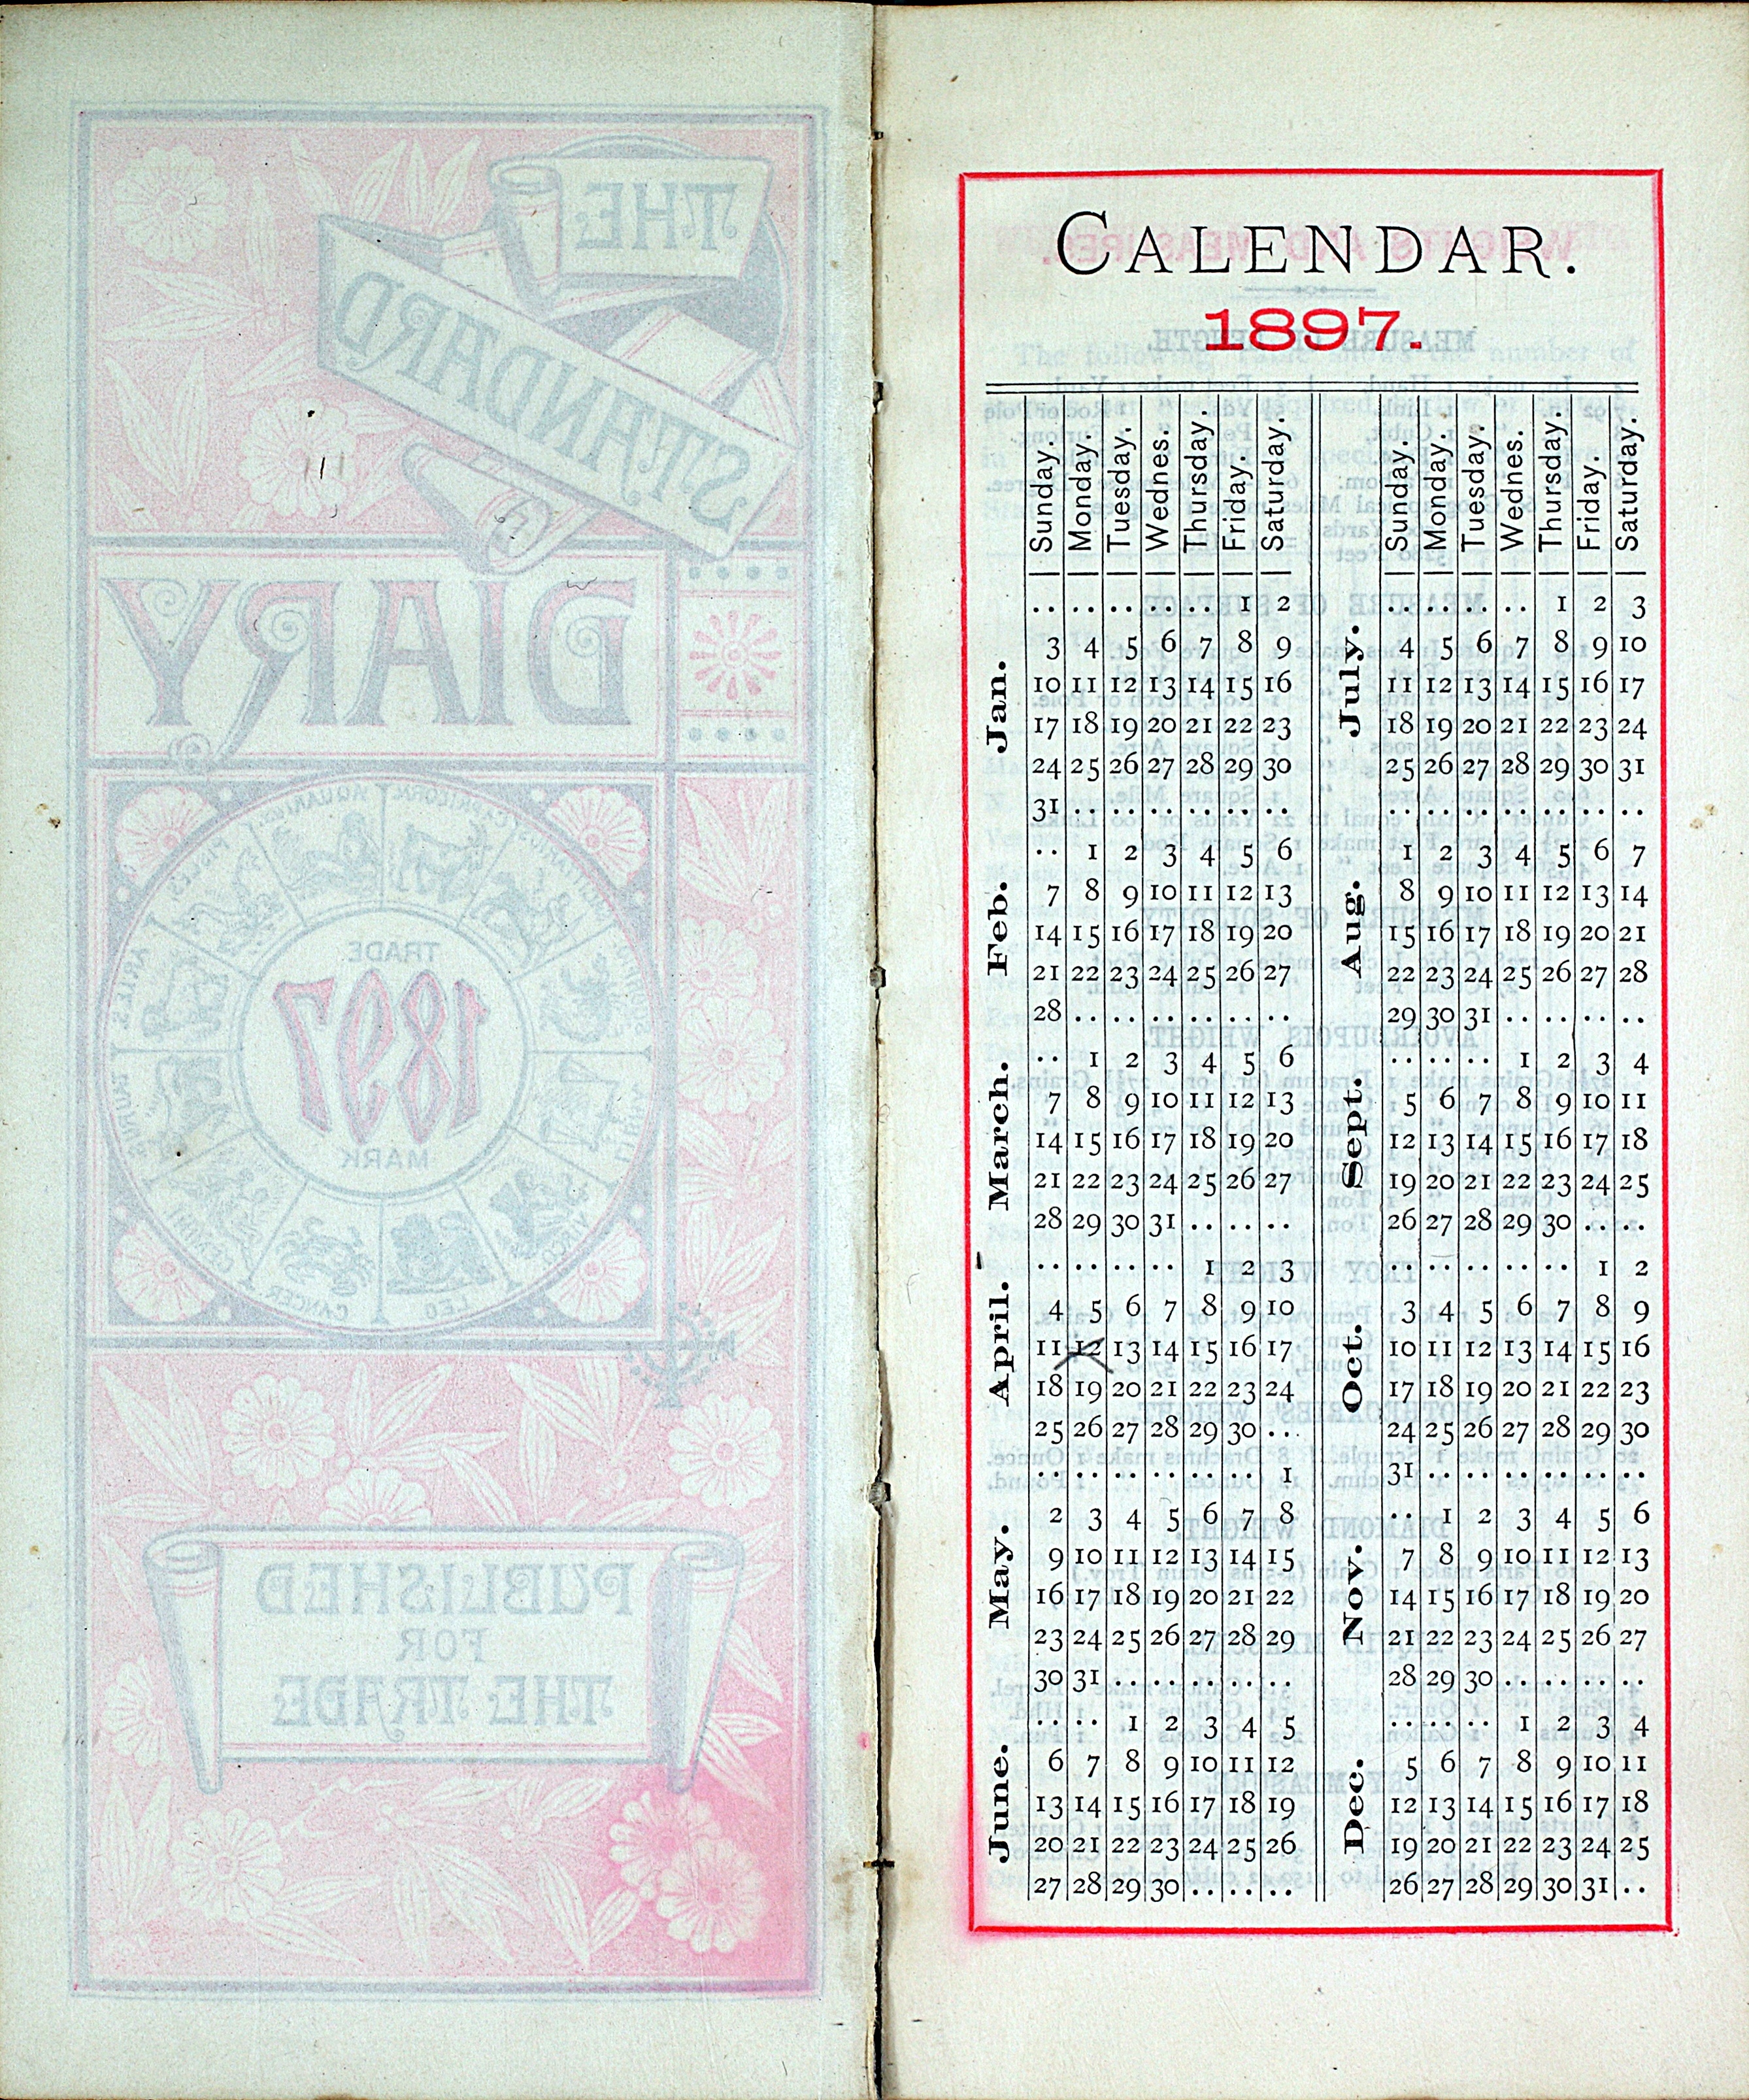 THE
STANDARD
DIARY
TRADE
1897
MARK
PUBLISHED
FOR
THE TRADE
CALENDAR.
1897.
Sunday. Monday. Tuesday. Wednes. Thursday. Friday. Saturday.
Jan.
.. .. .. .. .. 1 2
3 4 5 6 7 8 9
10 11 12 13 14 15 16
17 18 19 20 21 22 23
24 25 26 27 28 29 30
31 .. .. .. .. .. ..
Feb.
.. 1 2 3 4 5 6
7 8 9 10 11 12 13
14 15 16 17 18 19 20
21 22 23 24 25 26 27
28 .. .. .. .. .. ..
March.
.. 1 2 3 4 5 6
7 8 9 10 11 12 13
14 15 16 17 18 19 20
21 22 23 24 25 26 27
28 29 30 31 .. .. ..
April.
.. .. .. .. 1 2 3
4 5 6 7 8 9 10
11 12 13 14 15 16 17
18 19 20 21 22 23 24
25 26 27 28 29 30 ..
May.
.. .. .. .. .. .. 1
2 3 4 5 6 7 8
9 10 11 12 13 14 15
16 17 18 19 20 21 22
23 24 25 26 27 28 29
30 31 .. .. .. .. ..
June.
.. .. 1 2 3 4 5
6 7 8 9 10 11 12
13 14 15 16 17 18 19
20 21 22 23 24 25 26
27 28 29 30 .. .. ..
Sunday. Monday. Tuesday. Wednes. Thursday. Friday. Saturday.
July.
.. .. .. .. 1 2 3
4 5 6 7 8 9 10
11 12 13 14 15 16 17
18 19 20 21 22 23 24
25 26 27 28 29 30 31
.. .. .. .. .. .. ..
Aug.
1 2 3 4 5 6 7
8 9 10 11 12 13 14
15 16 17 18 19 20 21
22 23 24 25 26 27 28
29 30 31 .. .. .. ..
Sept.
.. .. .. 1 2 3 4
5 6 7 8 9 10 11
12 13 14 15 16 17 18
19 20 21 22 23 24 25
26 27 28 29 30 .. ..
Oct.
.. .. .. .. .. 1 2
3 4 5 6 7 8 9
10 11 12 13 14 15 16
17 18 19 20 21 22 23
24 25 26 27 28 29 30
31 .. .. .. .. .. ..
Nov.
.. 1 2 3 4 5 6
7 8 9 10 11 12 13
14 15 16 17 18 19 20
21 22 23 24 25 26 27
28 29 30 .. .. .. ..
Dec.
.. .. .. 1 2 3 4
5 6 7 8 9 10 11
12 13 14 15 16 17 18
19 20 21 22 23 24 25
26 27 28 29 30 31 ..